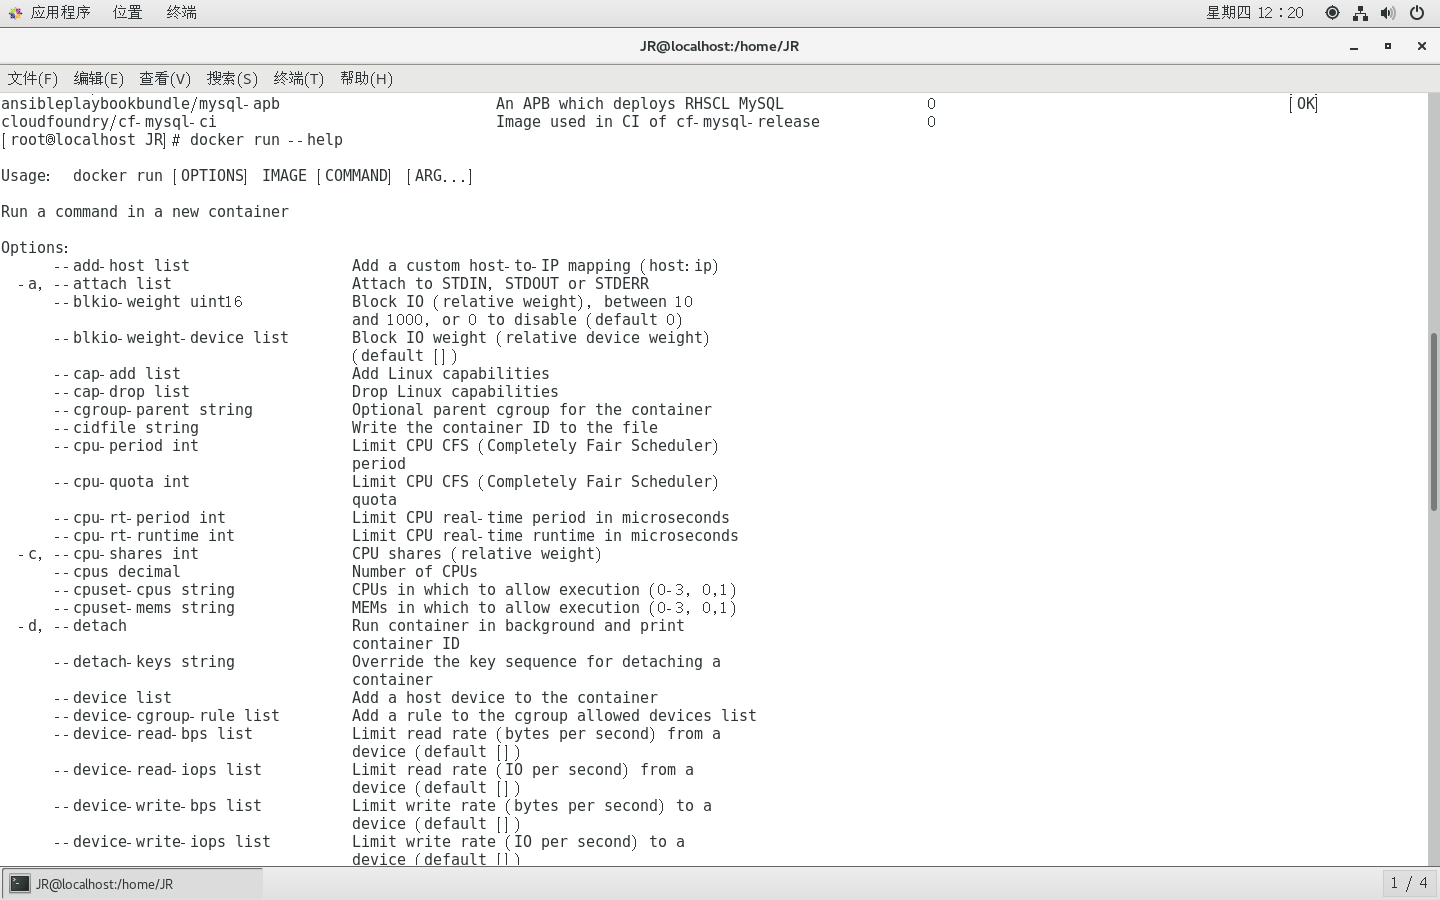 应用程序 位置 终端 星期四 12：20
JR@localhost:/home/JR
文件(F) 编辑(E) 查看(V) 搜索(S) 终端(T) 帮助(H)
ansibleplaybookbundle/mysql-apb An APB which deploys RHSCL MySQL 0 [OK]
cloudfoundry/cf-mysql-ci Image used in CI of cf-mysql-release 0
[root@localhost JR]# docker run --help
Usage: docker run [OPTIONS] IMAGE [COMMAND] [ARG...]
Run a command in a new container
Options:
--add-host list Add a custom host-to-IP mapping (host:ip)
-a, --attach list Attach to STDIN, STDOUT or STDERR
--blkio-weight uint16 Block IO (relative weight), between 10
and 1000, or 0 to disable (default 0)
--blkio-weight-device list Block IO weight (relative device weight)
(default [])
--cap-add list Add Linux capabilities
--cap-drop list Drop Linux capabilities
--cgroup-parent string Optional parent cgroup for the container
--cidfile string Write the container ID to the file
--cpu-period int Limit CPU CFS (Completely Fair Scheduler)
period
--cpu-quota int Limit CPU CFS (Completely Fair Scheduler)
quota
--cpu-rt-period int Limit CPU real-time period in microseconds
--cpu-rt-runtime int Limit CPU real-time runtime in microseconds
-c, --cpu-shares int CPU shares (relative weight)
--cpus decimal Number of CPUs
--cpuset-cpus string CPUs in which to allow execution (0-3, 0,1)
--cpuset-mems string MEMs in which to allow execution (0-3, 0,1)
-d, --detach Run container in background and print
container ID
--detach-keys string Override the key sequence for detaching a
container
--device list Add a host device to the container
--device-cgroup-rule list Add a rule to the cgroup allowed devices list
--device-read-bps list Limit read rate (bytes per second) from a
device (default [])
--device-read-iops list Limit read rate (IO per second) from a
device (default [])
--device-write-bps list Limit write rate (bytes per second) to a
device (default [])
--device-write-iops list Limit write rate (IO per second) to a
device (default [])
JR@localhost:/home/JR 1 / 4